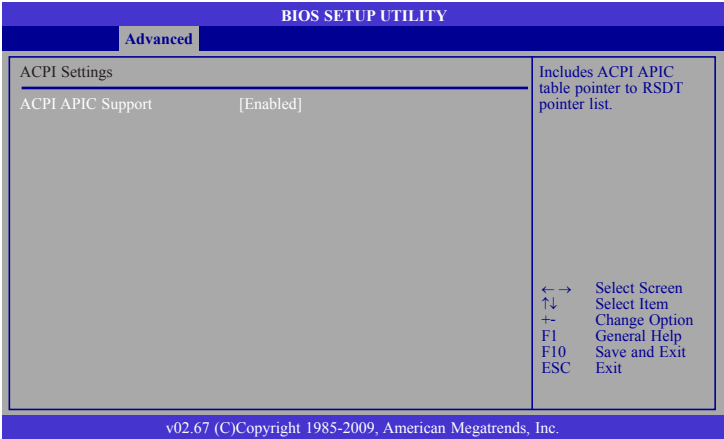 BIOS SETUP UTILITY
Advanced
ACPI Settings
ACPI APIC Support [Enabled]
Includes ACPI APIC
table pointer to RSDT
pointer list.
←→ Select Screen
↑↓ Select Item
+- Change Option
F1 General Help
F10 Save and Exit
ESC Exit
v02.67 (C)Copyright 1985-2009, American Megatrends, Inc.